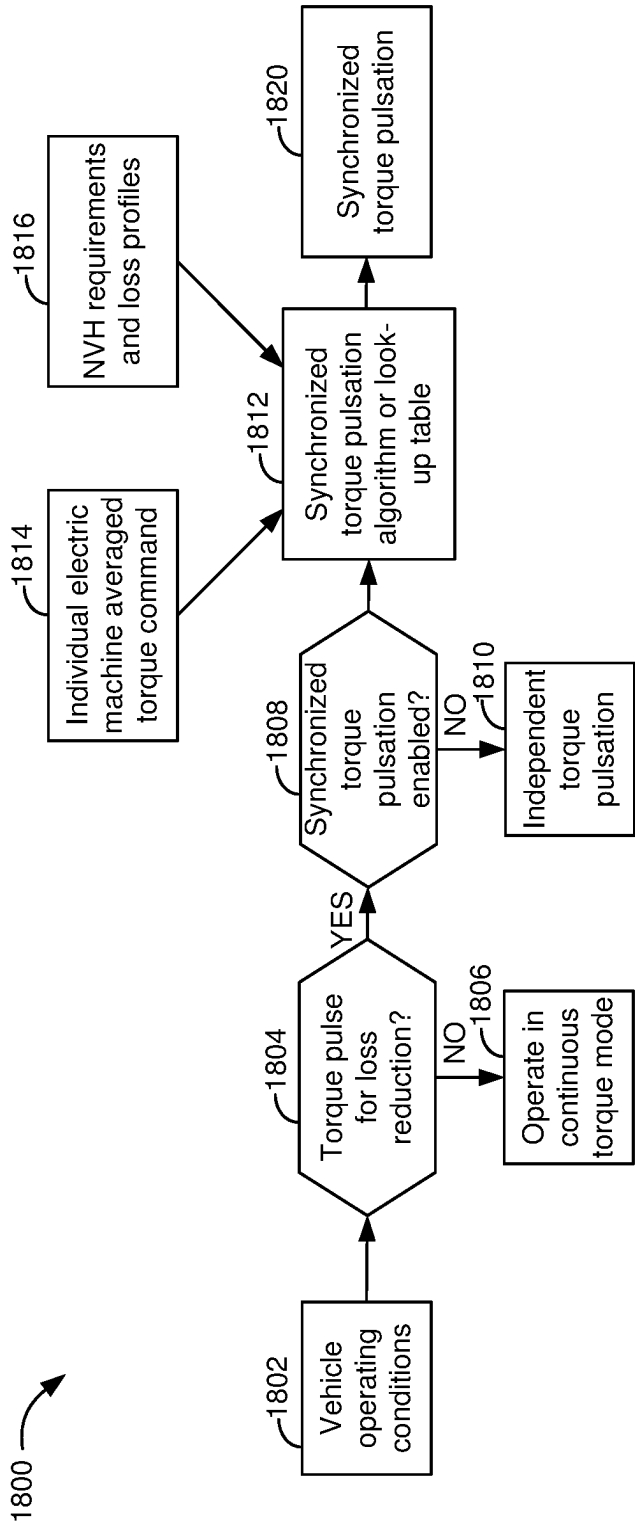 1800
1802
Vehicle
operating
conditions
1804
Torque pulse
for loss
reduction?
YES
NO
1806
Operate in
continuous
torque mode
1808
Synchronized
torque
pulsation
enabled?
NO
1810
Independent
torque
pulsation
1814
Individual electric
machine averaged
torque command
1816
NVH requirements
and loss profiles
1812
Synchronized
torque pulsation
algorithm or look-
up table
1820
Synchronized
torque pulsation